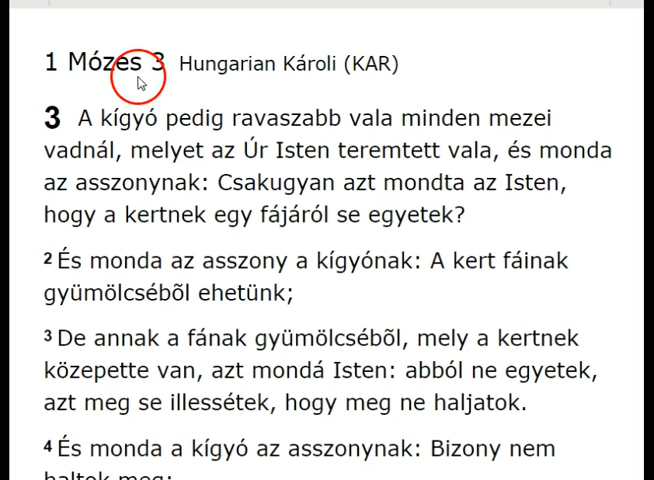 1 Mózes 3 Hungarian Károli (KAR)
3 A kígyó pedig ravaszabb vala minden mezei
vadnál, melyet az Úr Isten teremtett vala, és monda
az asszonynak: Csakugyan azt mondta az Isten,
hogy a kertnek egy fájáról se egyetek?
2 És monda az asszony a kígyónak: A kert fáinak
gyümölcsébõl ehetünk;
3 De annak a fának gyümölcsébõl, mely a kertnek
közepette van, azt mondá Isten: abból ne egyetek,
azt meg se illessétek, hogy meg ne haljatok.
4 És monda a kígyó az asszonynak: Bizony nem
haltok meg;